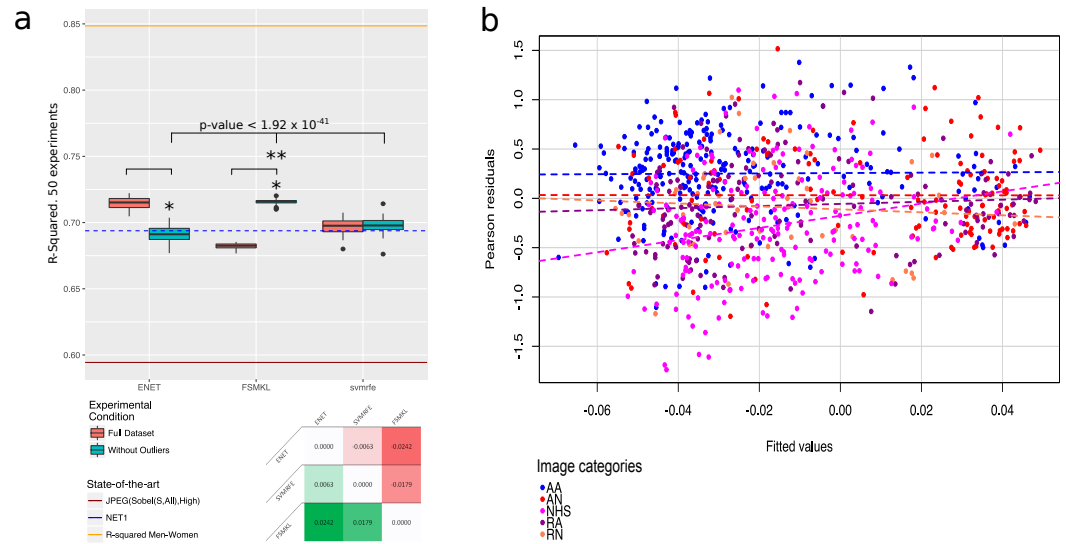 a
0.85
0.80
0.75
0.70
0.65
0.60
R-Squared. 50 experiments
p-value < 1.92 x 10-41
**
*
*
ENET
FSMKL
svmrfe
Experimental
Condition
Full Dataset
Without Outliers
State-of-the-art
JPEG(Sobel(S,All),High)
NET1
R-squared Men-Women
ENET
SVMRFE
FSMKL
ENET
0.0000
-0.0063
-0.0242
SVMRFE
0.0063
0.0000
-0.0179
FSMKL
0.0242
0.0179
0.0000
b
1.5
1.0
0.5
0.0
-0.5
-1.0
-1.5
Pearson residuals
-0.06
-0.04
-0.02
0.00
0.02
0.04
Fitted values
Image categories
AA
AN
NHS
RA
RN